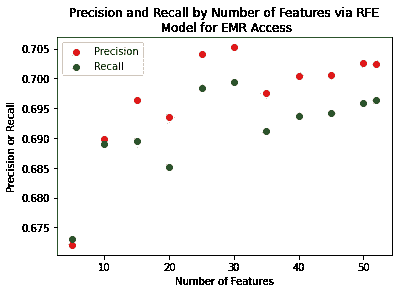 Precision and Recall by Number of Features via RFE
Model for EMR Access
Precision
Recall
0.705
0.700
0.695
0.690
0.685
0.680
0.675
Precision or Recall
10
20
30
40
50
Number of Features